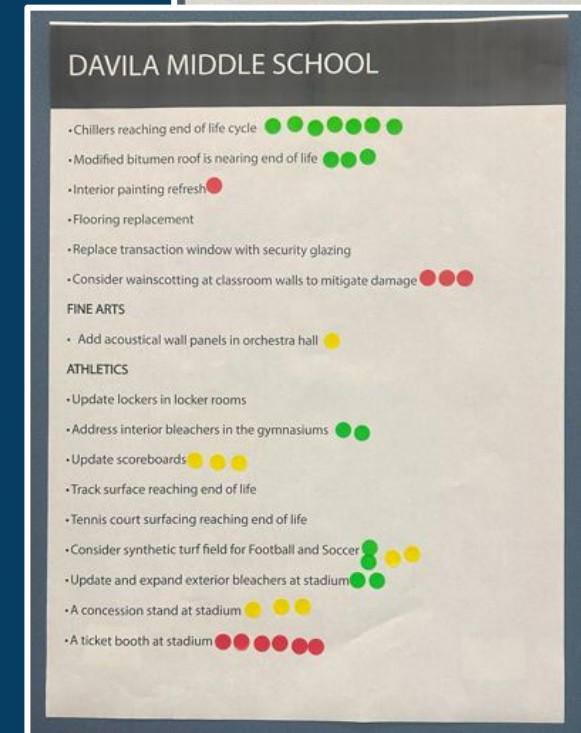 DAVILA MIDDLE SCHOOL
•Chillers reaching end of life cycle
•Modified bitumen roof is nearing end of life
•Interior painting refresh
•Flooring replacement
•Replace transaction window with security glazing
•Consider wainscotting at classroom walls to mitigate damage
FINE ARTS
• Add acoustical wall panels in orchestra hall
ATHLETICS
•Update lockers in locker rooms
•Address interior bleachers in the gymnasiums
•Update scoreboards
•Track surface reaching end of life
•Tennis court surfacing reaching end of life
•Consider synthetic turf field for Football and Soccer
•Update and expand exterior bleachers at stadium
•A concession stand at stadium
•A ticket booth at stadium